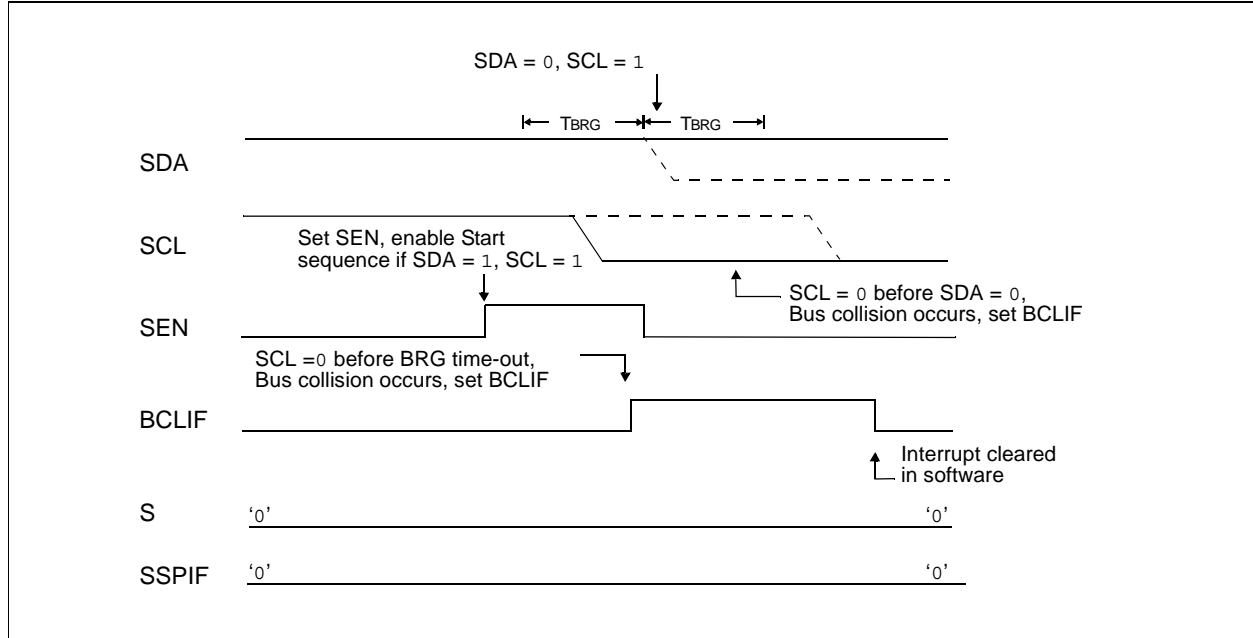 SDA = 0, SCL = 1
TBRG TBRG
SDA
SCL
Set SEN, enable Start
sequence if SDA = 1, SCL = 1
SCL = 0 before SDA = 0,
Bus collision occurs, set BCLIF
SEN
SCL =0 before BRG time-out,
Bus collision occurs, set BCLIF
BCLIF
Interrupt cleared
in software
S ‘0’ ‘0’
SSPIF ‘0’ ‘0’